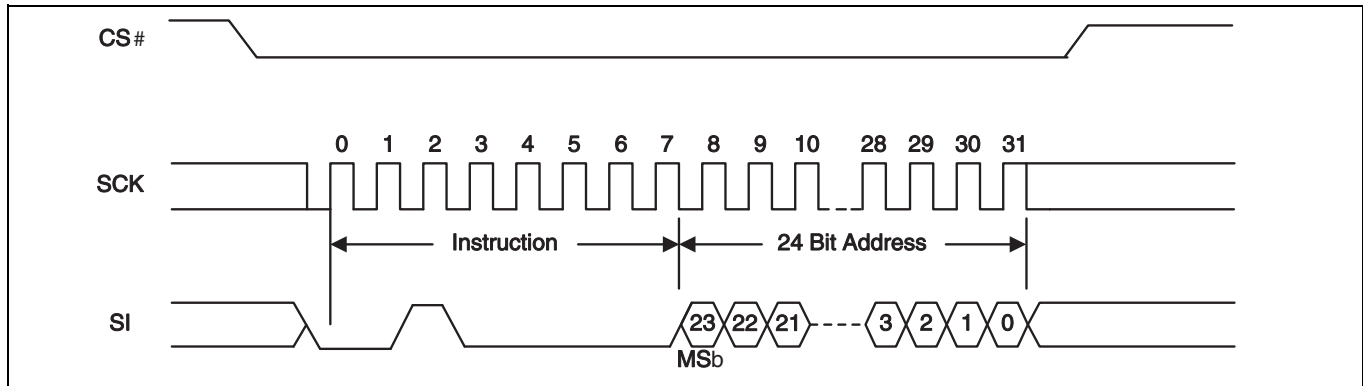 CS#
0 1 2 3 4 5 6 7 8 9 10 28 29 30 31
SCK
Instruction 24 Bit Address
SI 23 22 21 3 2 1 0
MSb